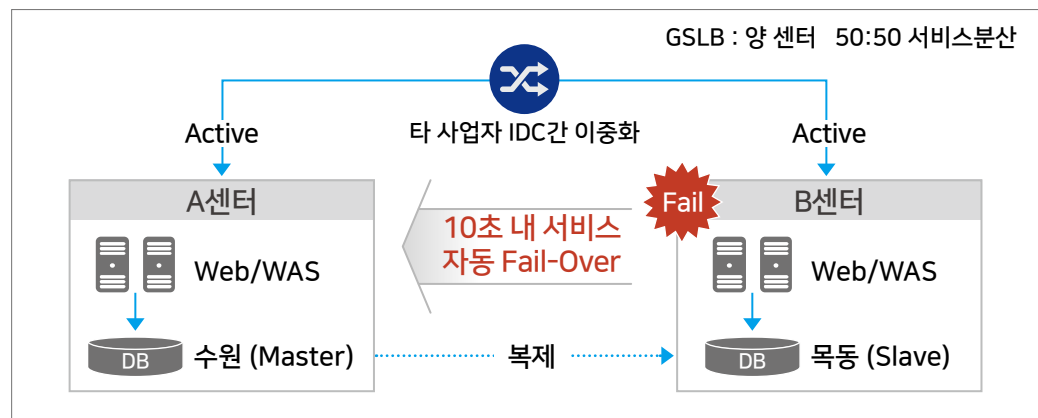 GSLB : 양 센터 50:50 서비스분산
타 사업자 IDC간 이중화
Active
Active
A센터
Fail
B센터
10초 내 서비스
자동 Fail-Over
Web/WAS
Web/WAS
DB
수원 (Master)
복제
DB
목동 (Slave)